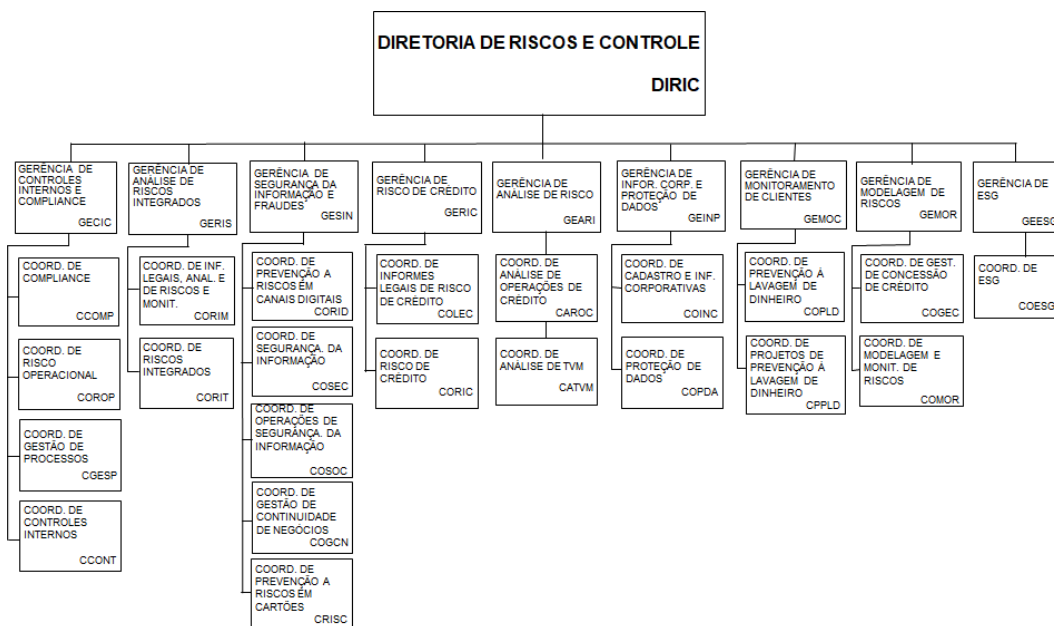 DIRETORIA DE RISCOS E CONTROLE
DIRIC
GERÊNCIA DE
CONTROLES
INTERNOS E
COMPLIANCE
GECIC
GERÊNCIA DE
ANÁLISE DE
RISCOS
INTEGRADOS
GERIS
GERÊNCIA DE
SEGURANÇA DA
INFORMAÇÃO E
FRAUDES
GESIN
GERÊNCIA DE
RISCO DE CRÉDITO
GERIC
GERÊNCIA DE
ANÁLISE DE RISCO
GEARI
GERÊNCIA DE
INFOR. CORP. E
PROTEÇÃO DE
DADOS
GEINP
GERÊNCIA DE
MONITORAMENTO
DE CLIENTES
GEMOC
GERÊNCIA DE
MODELAGEM DE
RISCOS
GEMOR
GERÊNCIA DE
ESG
GEESG
COORD. DE
COMPLIANCE
CCOMP
COORD. DE
RISCO
OPERACIONAL
COROP
COORD. DE
GESTÃO DE
PROCESSOS
CGESP
COORD. DE
CONTROLES
INTERNOS
CCONT
COORD. DE INF.
LEGAIS, ANAL. E
DE RISCOS E
MONIT.
CORIM
COORD. DE
RISCOS
INTEGRADOS
CORIT
COORD. DE
PREVENÇÃO A
RISCOS EM
CANAIS DIGITAIS
CORID
COORD. DE
SEGURANÇA. DA
INFORMAÇÃO
COSEC
COORD. DE
OPERAÇÕES DE
SEGURANÇA. DA
INFORMAÇÃO
COSOC
COORD. DE
GESTÃO DE
CONTINUIDADE
DE NEGÓCIOS
COGCN
COORD. DE
PREVENÇÃO A
RISCOS EM
CARTÕES
CRISC
COORD. DE
INFORMES
LEGAIS DE RISCO
DE CRÉDITO
COLEC
COORD. DE
RISCO DE
CRÉDITO
CORIC
COORD. DE
ANÁLISE DE
OPERAÇÕES DE
CRÉDITO
CAROC
COORD. DE
ANÁLISE DE TVM
CATVM
COORD. DE
CADASTRO E INF.
CORPORATIVAS
COINC
COORD. DE
PROTEÇÃO DE
DADOS
COPDA
COORD. DE
PREVENÇÃO À
LAVAGEM DE
DINHEIRO
COPLD
COORD. DE
PROJETOS DE
PREVENÇÃO À
LAVAGEM DE
DINHEIRO
CPPLD
COORD. DE GEST.
DE CONCESSÃO
DE CRÉDITO
COGEC
COORD. DE
MODELAGEM E
MONIT. DE
RISCOS
COMOR
COORD. DE
ESG
COESG